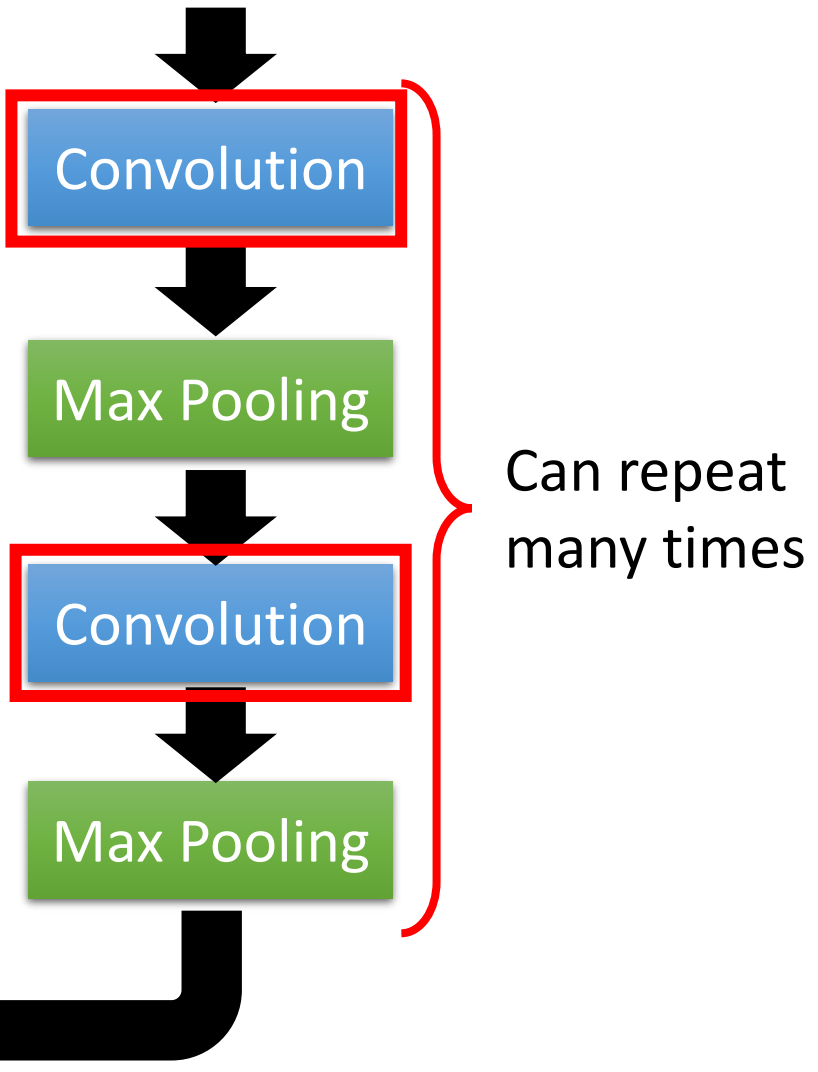 Convolution
Max Pooling
Can repeat
many times
Convolution
Max Pooling